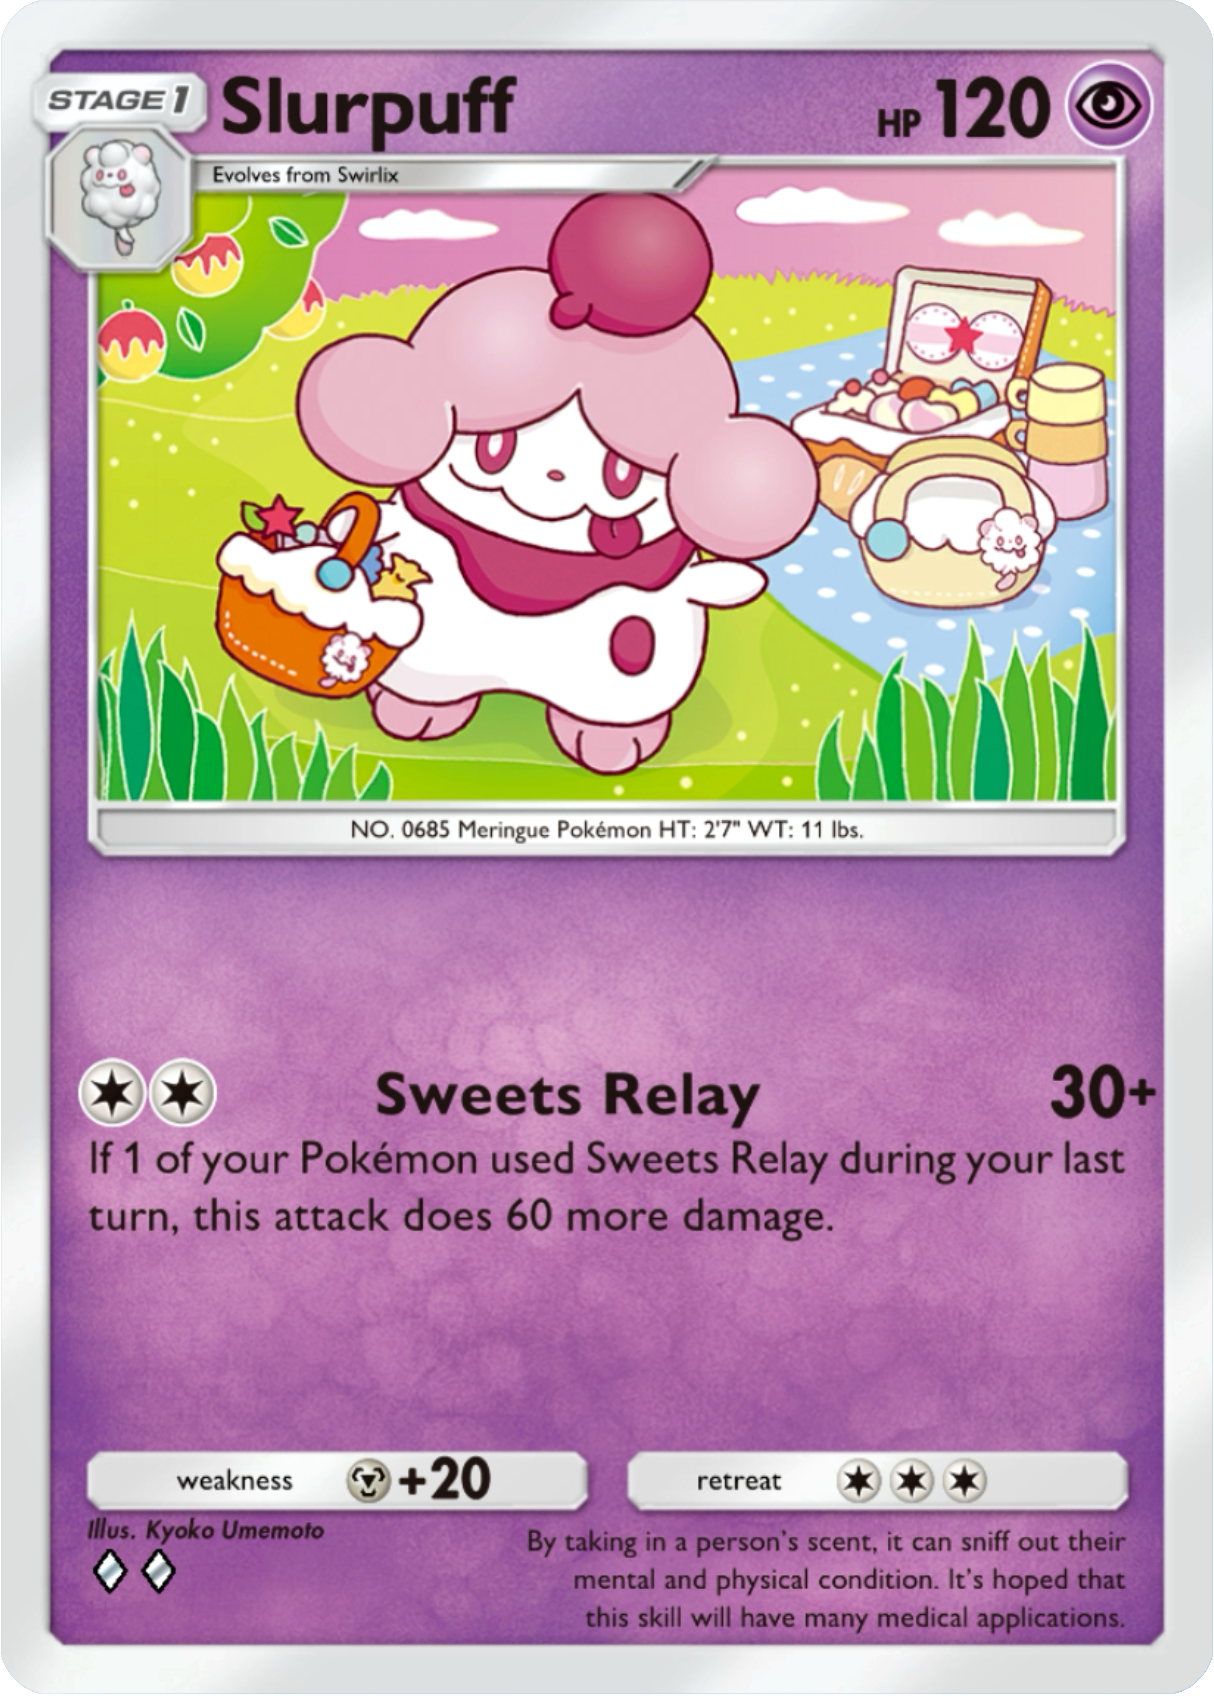 STAGE 1
Slurpuff
HP 120
Evolves from Swirlix
NO. 0685 Meringue Pokémon HT: 2'7" WT: 11 lbs.
Sweets Relay 30+
If 1 of your Pokémon used Sweets Relay during your last
turn, this attack does 60 more damage.
weakness +20
retreat
Illus. Kyoko Umemoto
By taking in a person's scent, it can sniff out their
mental and physical condition. It's hoped that
this skill will have many medical applications.